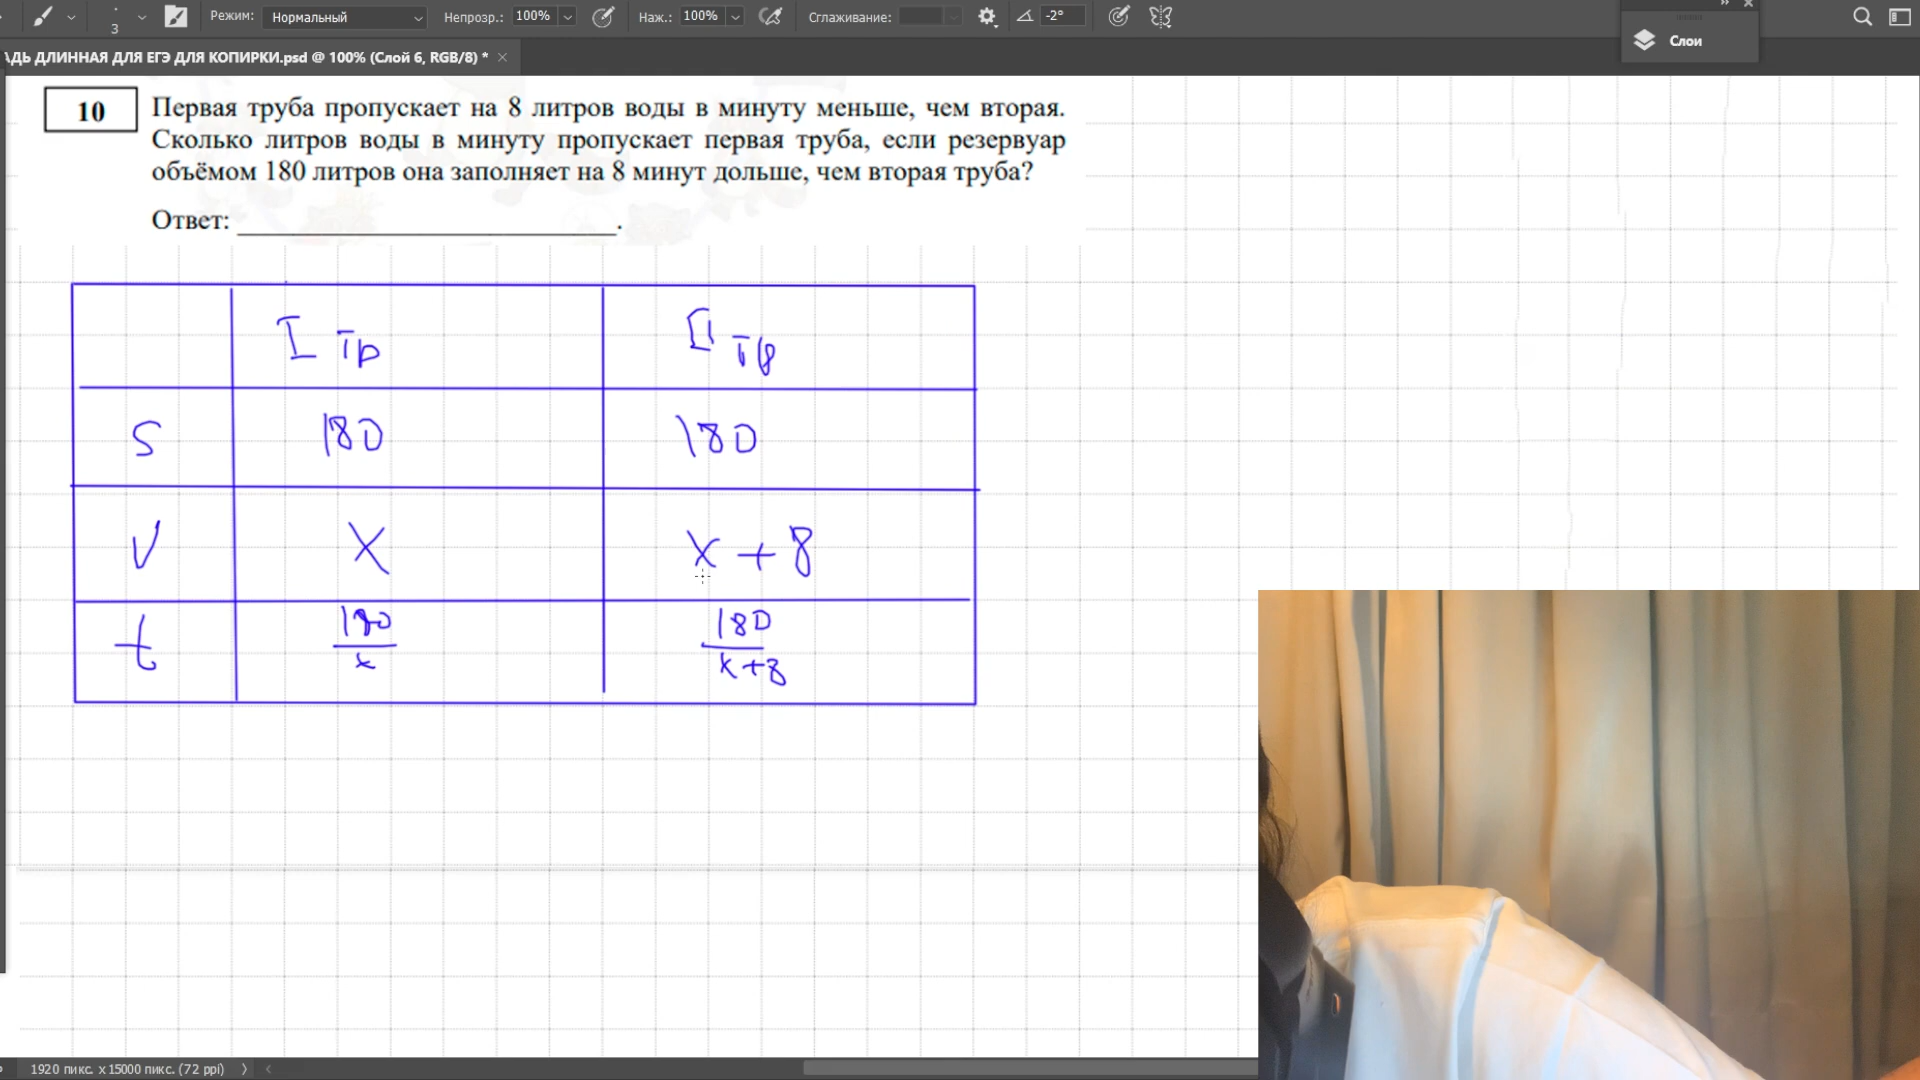 3
Режим: Нормальный Непрозр.: 100% Наж.: 100% Сглаживание: -2°
Слои
АДЬ ДЛИННАЯ ДЛЯ ЕГЭ ДЛЯ КОПИРКИ.psd @ 100% (Слой 6, RGB/8) *
10 Первая труба пропускает на 8 литров воды в минуту меньше, чем вторая.
Сколько литров воды в минуту пропускает первая труба, если резервуар
объёмом 180 литров она заполняет на 8 минут дольше, чем вторая труба?
Ответ: ____________________________.
I тр II тр
S 180 180
V x x + 8
t 180/x 180/x+8
1920 пикс. x 15000 пикс. (72 ppi)